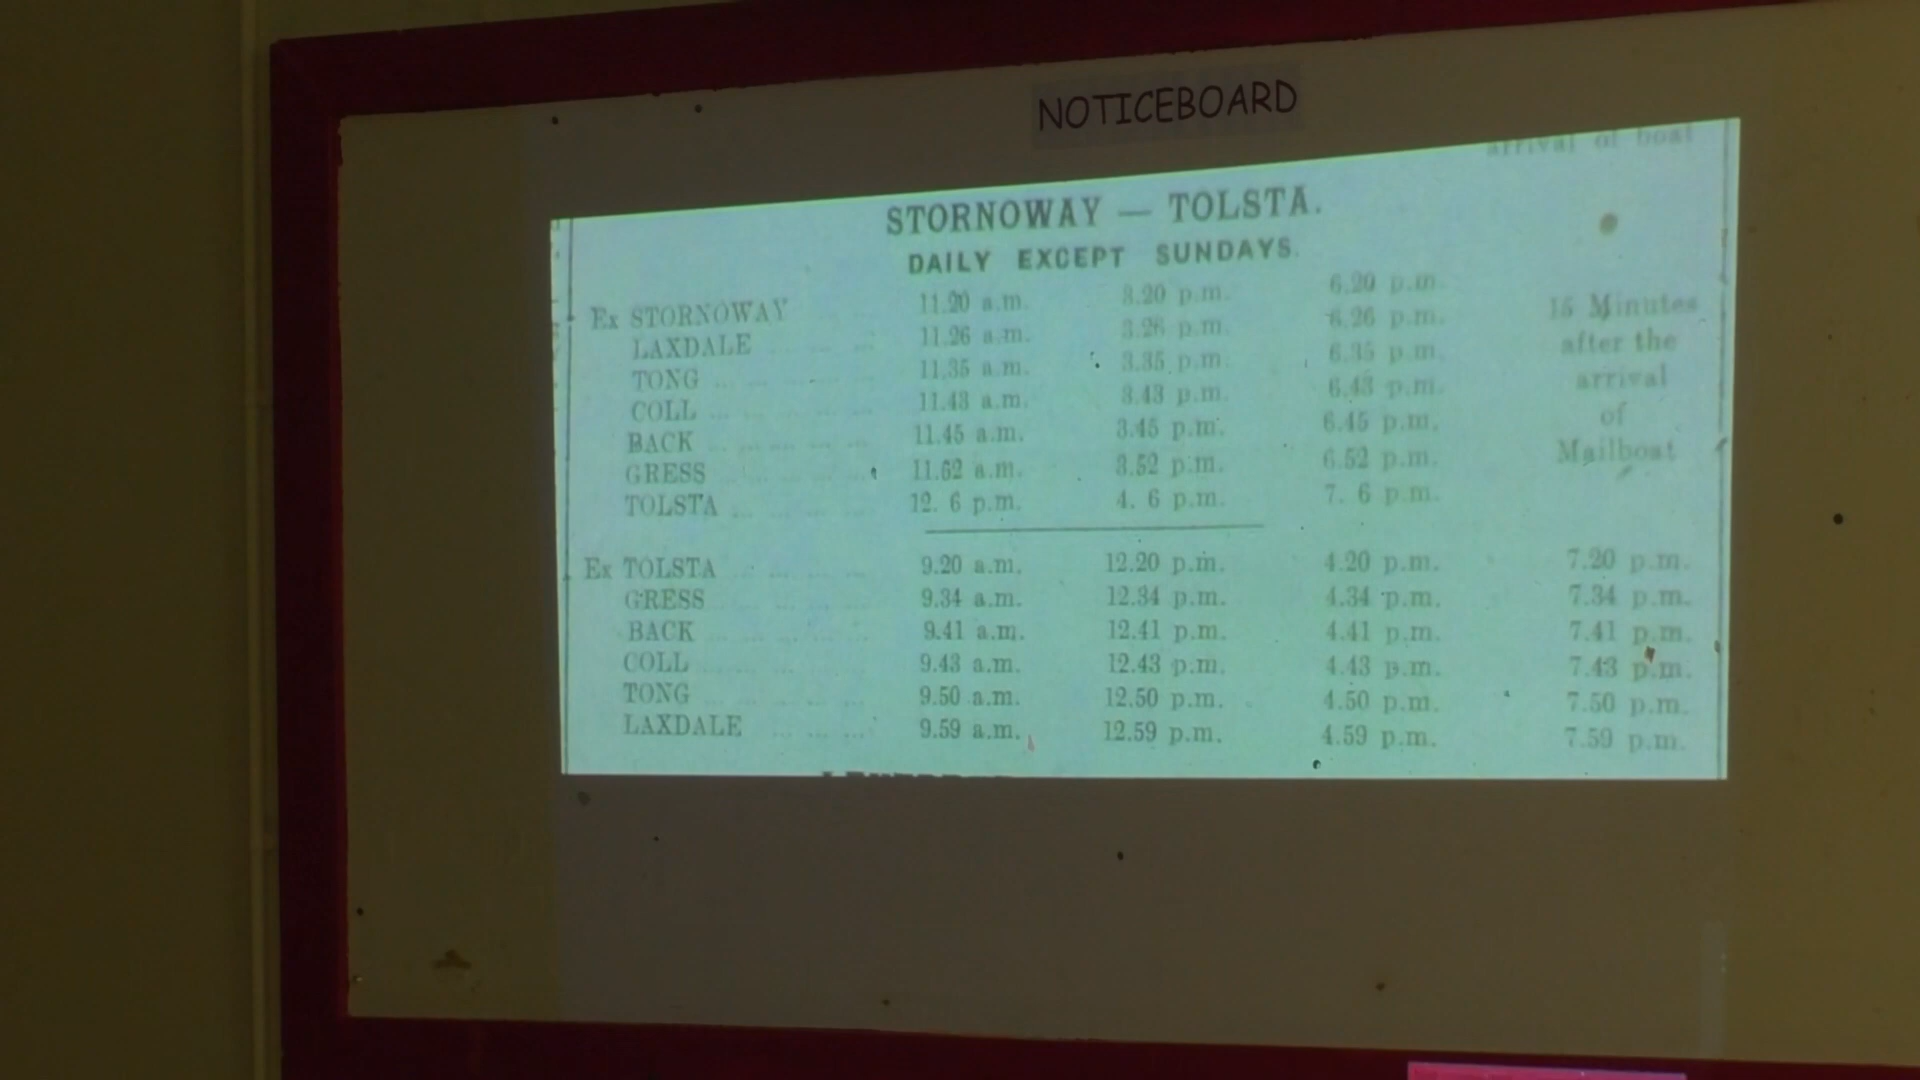 NOTICEBOARD
arrival of boat
STORNOWAY — TOLSTA.
DAILY EXCEPT SUNDAYS.
Ex STORNOWAY 11.20 a.m. 3.20 p.m. 6.20 p.m. 15 Minutes
LAXDALE ... ... ... 11.26 a.m. 3.26 p.m. 6.26 p.m. after the
TONG ... ... ... ... 11.35 a.m. 3.35 p.m. 6.35 p.m. arrival
COLL ... ... ... ... 11.43 a.m. 3.43 p.m. 6.43 p.m. of
BACK ... ... ... ... 11.45 a.m. 3.45 p.m. 6.45 p.m. Mailboat
GRESS ... ... ... ... 11.52 a.m. 3.52 p.m. 6.52 p.m.
TOLSTA ... ... ... ... 12. 6 p.m. 4. 6 p.m. 7. 6 p.m.
Ex TOLSTA ... ... ... 9.20 a.m. 12.20 p.m. 4.20 p.m. 7.20 p.m.
GRESS ... ... ... 9.34 a.m. 12.34 p.m. 4.34 p.m. 7.34 p.m.
BACK ... ... ... ... 9.41 a.m. 12.41 p.m. 4.41 p.m. 7.41 p.m.
COLL ... ... ... ... 9.43 a.m. 12.43 p.m. 4.43 p.m. 7.43 p.m.
TONG ... ... ... ... 9.50 a.m. 12.50 p.m. 4.50 p.m. 7.50 p.m.
LAXDALE ... ... ... 9.59 a.m. 12.59 p.m. 4.59 p.m. 7.59 p.m.